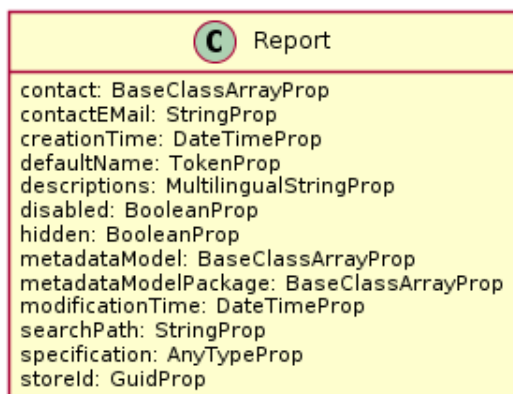 C Report
contact: BaseClassArrayProp
contactEMail: StringProp
creationTime: DateTimeProp
defaultName: TokenProp
descriptions: MultilingualStringProp
disabled: BooleanProp
hidden: BooleanProp
metadataModel: BaseClassArrayProp
metadataModelPackage: BaseClassArrayProp
modificationTime: DateTimeProp
searchPath: StringProp
specification: AnyTypeProp
storeId: GuidProp